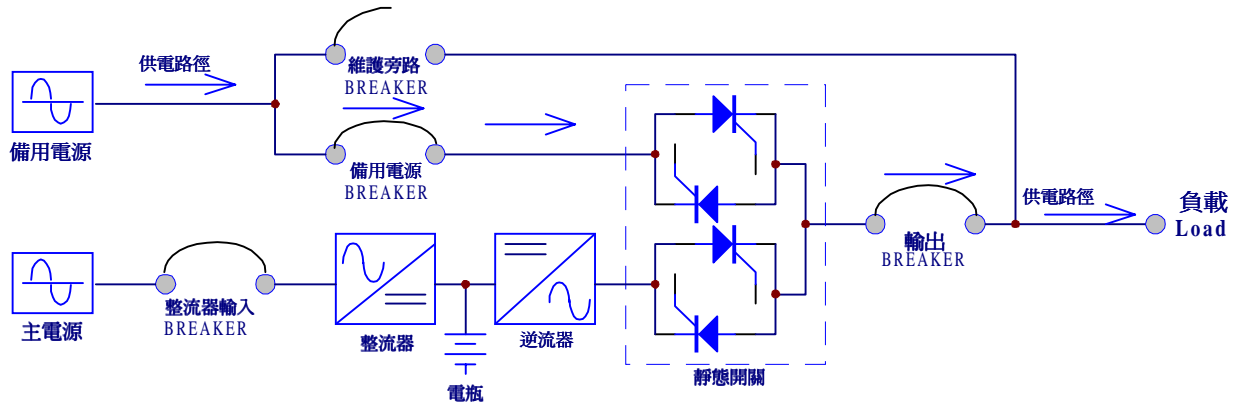 供電路徑
維護旁路
BREAKER
備用電源
備用電源
BREAKER
供電路徑
負載
Load
輸出
BREAKER
主電源
整流器輸入
BREAKER
整流器
逆流器
電瓶
靜態開關